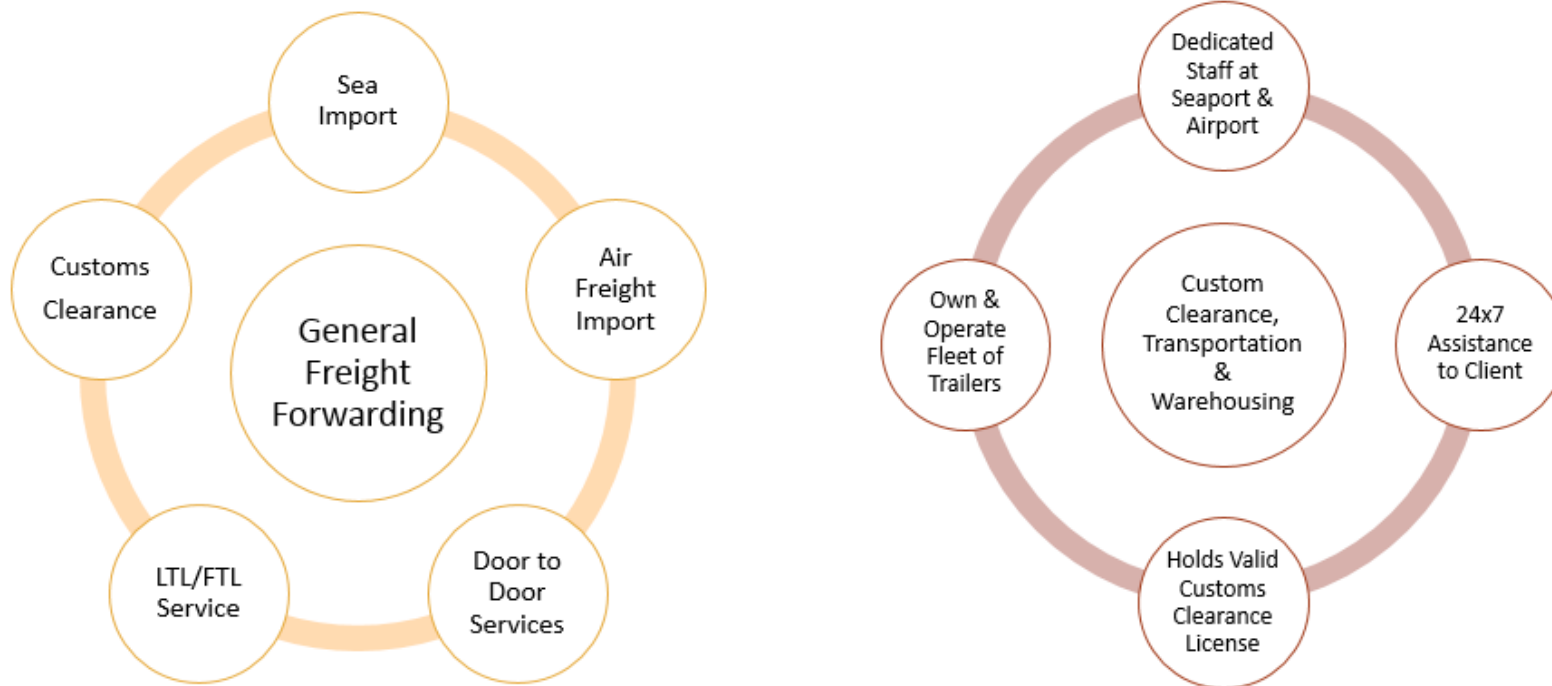 Sea
Import
Air
Freight
Import
Door to
Door
Services
LTL/FTL
Service
Customs
Clearance
General
Freight
Forwarding
Dedicated
Staff at
Seaport &
Airport
24x7
Assistance
to Client
Holds Valid
Customs
Clearance
License
Own &
Operate
Fleet of
Trailers
Custom
Clearance,
Transportation
&
Warehousing